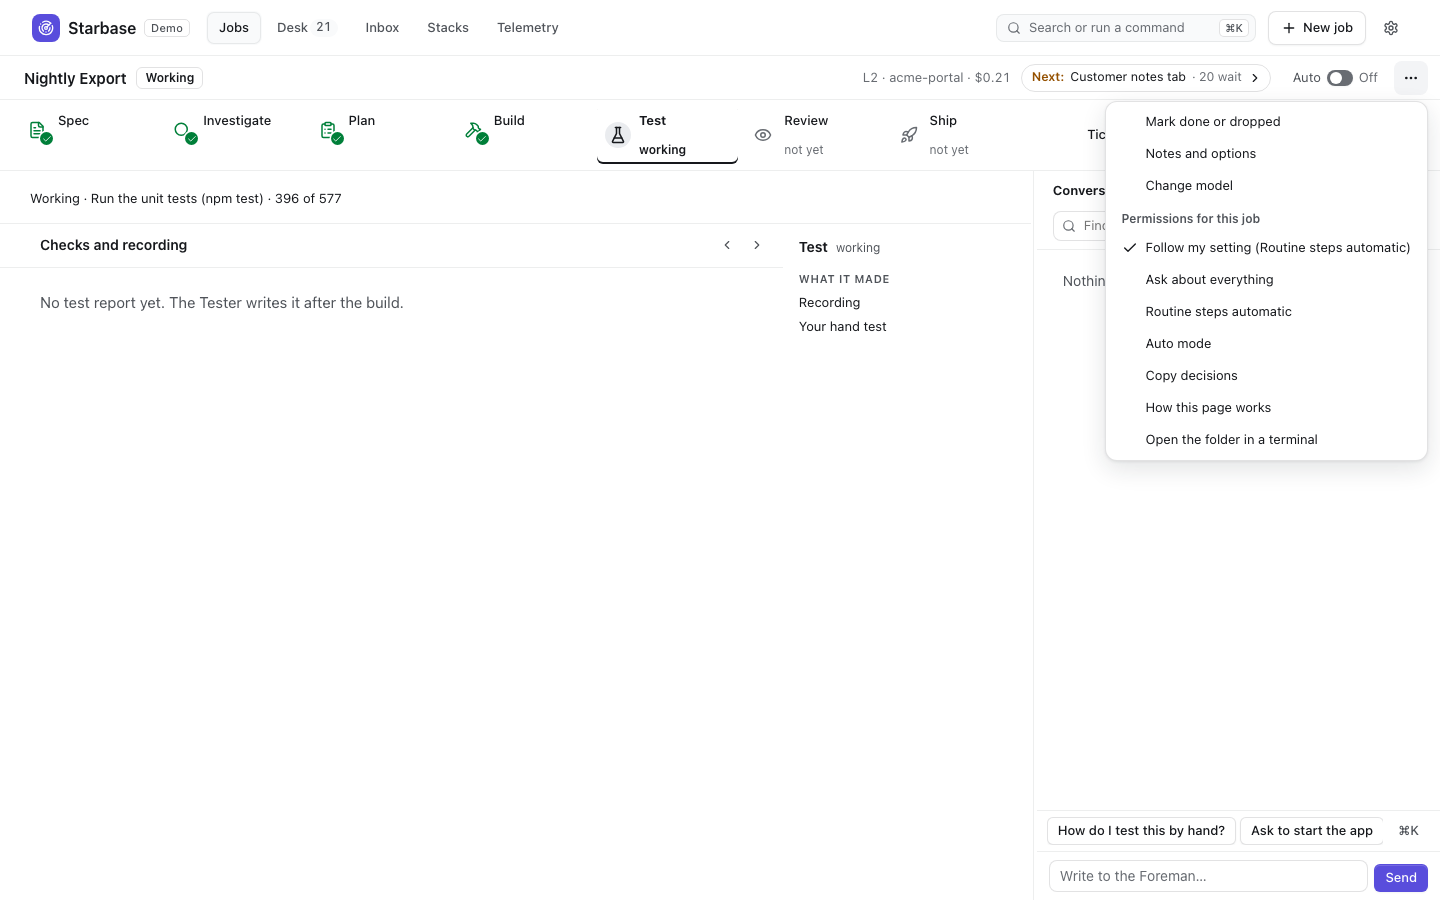 Starbase Demo Jobs Desk 21 Inbox Stacks Telemetry Search or run a command ⌘K New job
Nightly Export Working L2 · acme-portal · $0.21 Next: Customer notes tab · 20 wait Auto Off
Spec Investigate Plan Build Test Review Ship Tic
working not yet not yet
Mark done or dropped
Notes and options
Change model
Permissions for this job
Follow my setting (Routine steps automatic)
Ask about everything
Routine steps automatic
Auto mode
Copy decisions
How this page works
Open the folder in a terminal
Working · Run the unit tests (npm test) · 396 of 577
Checks and recording
No test report yet. The Tester writes it after the build.
Test working
WHAT IT MADE
Recording
Your hand test
Convers
Find
Nothin
How do I test this by hand? Ask to start the app ⌘K
Write to the Foreman... Send